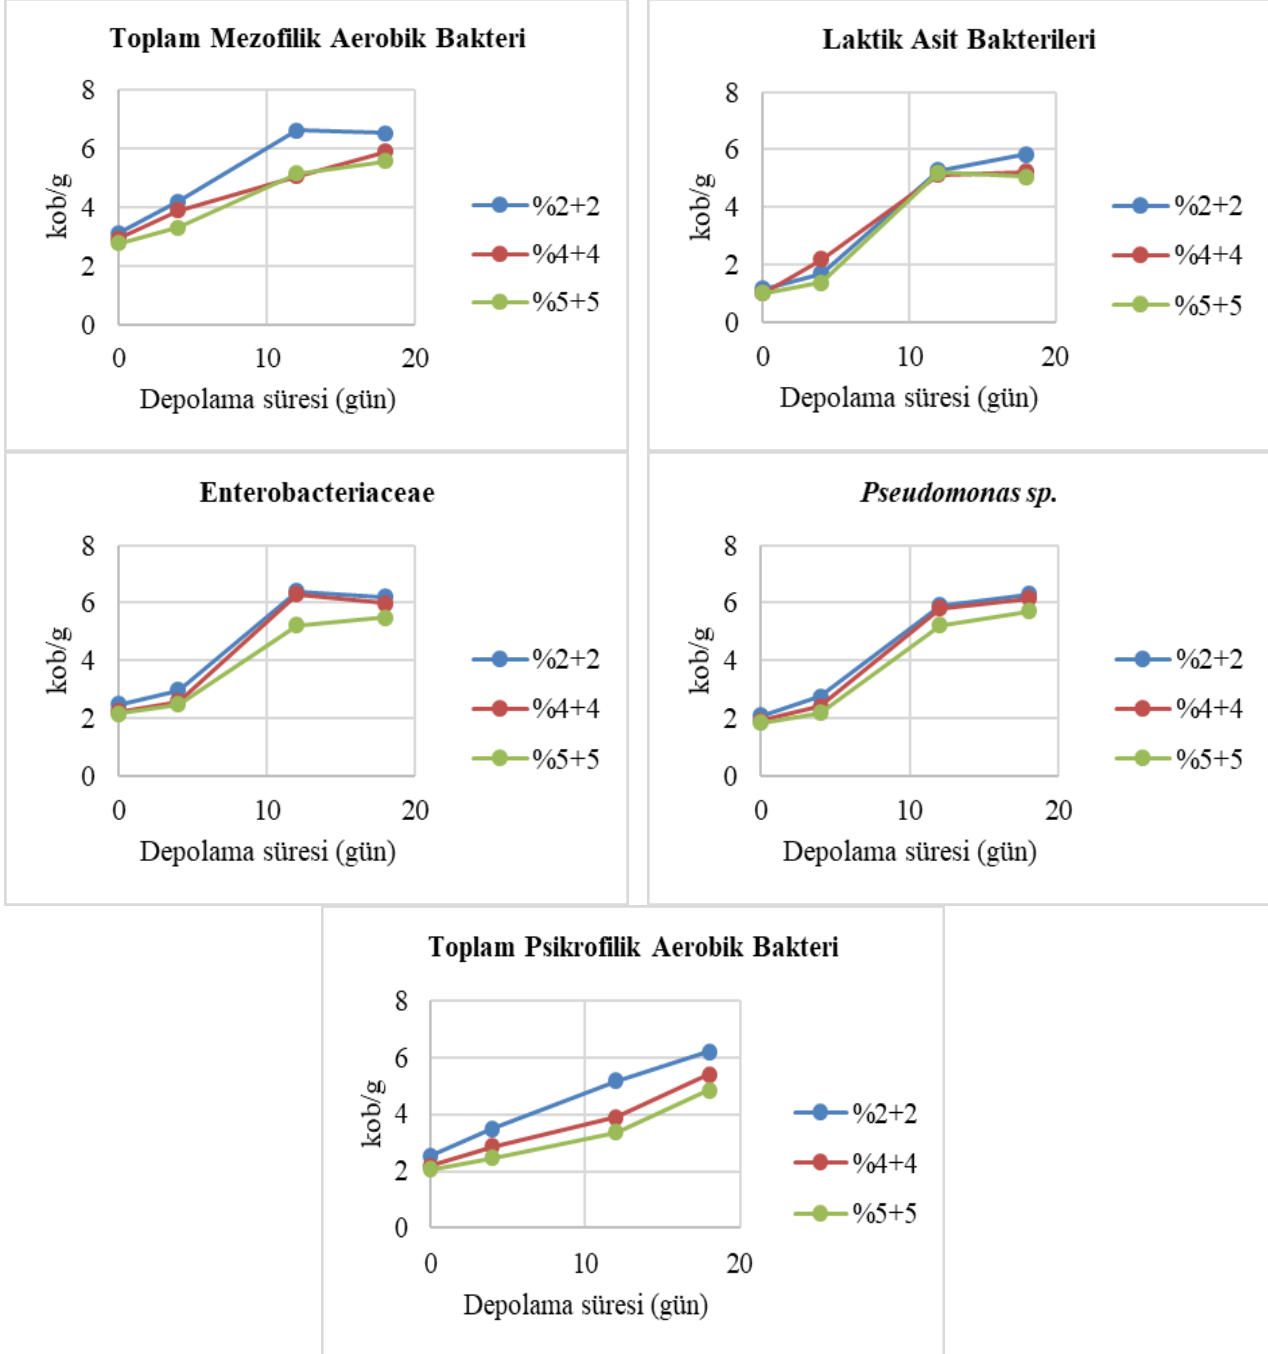 Toplam Mezofilik Aerobik Bakteri
8
6
4
2
0
kob/g
0 10 20
Depolama süresi (gün)
%2+2
%4+4
%5+5
Laktik Asit Bakterileri
8
6
4
2
0
kob/g
0 10 20
Depolama süresi (gün)
%2+2
%4+4
%5+5
Enterobacteriaceae
8
6
4
2
0
kob/g
0 10 20
Depolama süresi (gün)
%2+2
%4+4
%5+5
Pseudomonas sp.
8
6
4
2
0
kob/g
0 10 20
Depolama süresi (gün)
%2+2
%4+4
%5+5
Toplam Psikrofilik Aerobik Bakteri
8
6
4
2
0
kob/g
0 10 20
Depolama süresi (gün)
%2+2
%4+4
%5+5